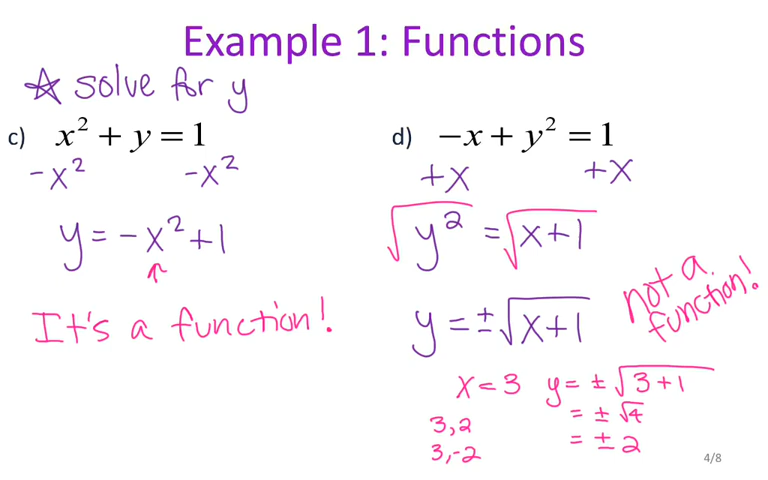 Example 1: Functions
☆ solve for y
c) x² + y = 1
-x² -x²
y = -x² + 1
↑
It's a function!
d) -x + y² = 1
+x +x
√y² = √x+1
y = ±√x+1
not a function!
x = 3 y = ±√3+1
= ±√4
= ±2
3,2
3,-2
4/8